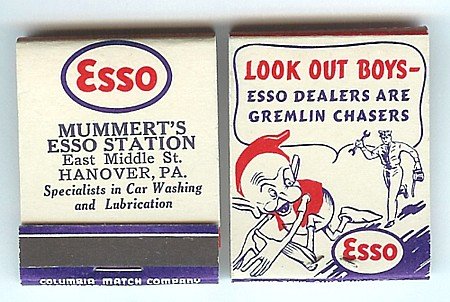 Esso
MUMMERT'S
ESSO STATION
East Middle St.
HANOVER, PA.
Specialists in Car Washing
and Lubrication
COLUMBIA MATCH COMPANY
LOOK OUT BOYS-
ESSO DEALERS ARE
GREMLIN CHASERS
Esso